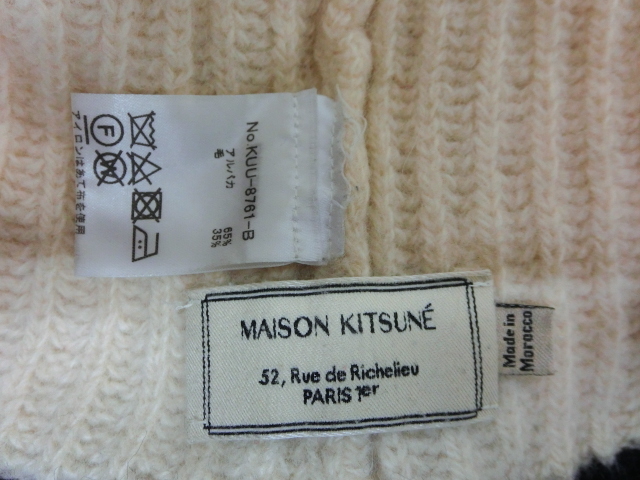 No.KUU-8761-B
アルパカ 65%
毛 35%
F
アイロンはあて布を使用
MAISON KITSUNÉ
52, Rue de Richelieu
PARIS 1er
Made in
Morocco